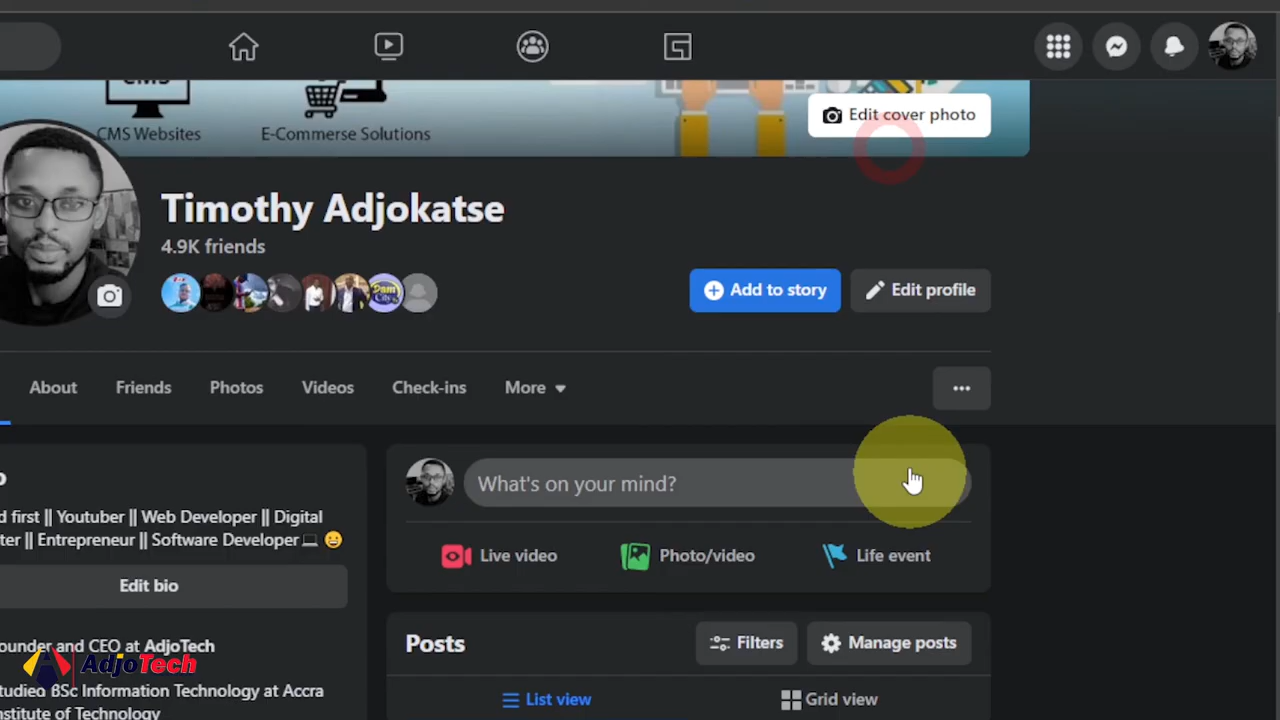 CMS Websites
E-Commerse Solutions
Edit cover photo
Timothy Adjokatse
4.9K friends
Add to story
Edit profile
About
Friends
Photos
Videos
Check-ins
More
What's on your mind?
Live video
Photo/video
Life event
d first || Youtuber || Web Developer || Digital
ter || Entrepreneur || Software Developer💻 😀
Edit bio
ounder and CEO at AdjoTech
AdjoTech
tudied BSc Information Technology at Accra
nstitute of Technology
Posts
Filters
Manage posts
List view
Grid view